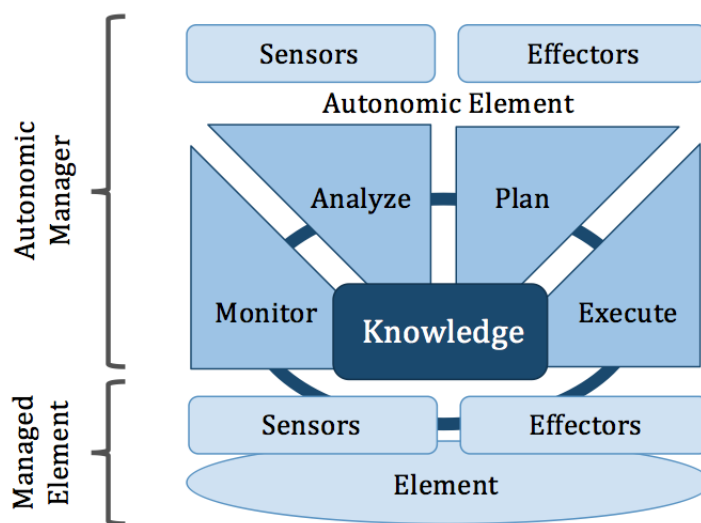 Sensors
Effectors
Autonomic Element
Autonomic
Manager
Analyze
Plan
Monitor
Knowledge
Execute
Managed
Element
Sensors
Effectors
Element